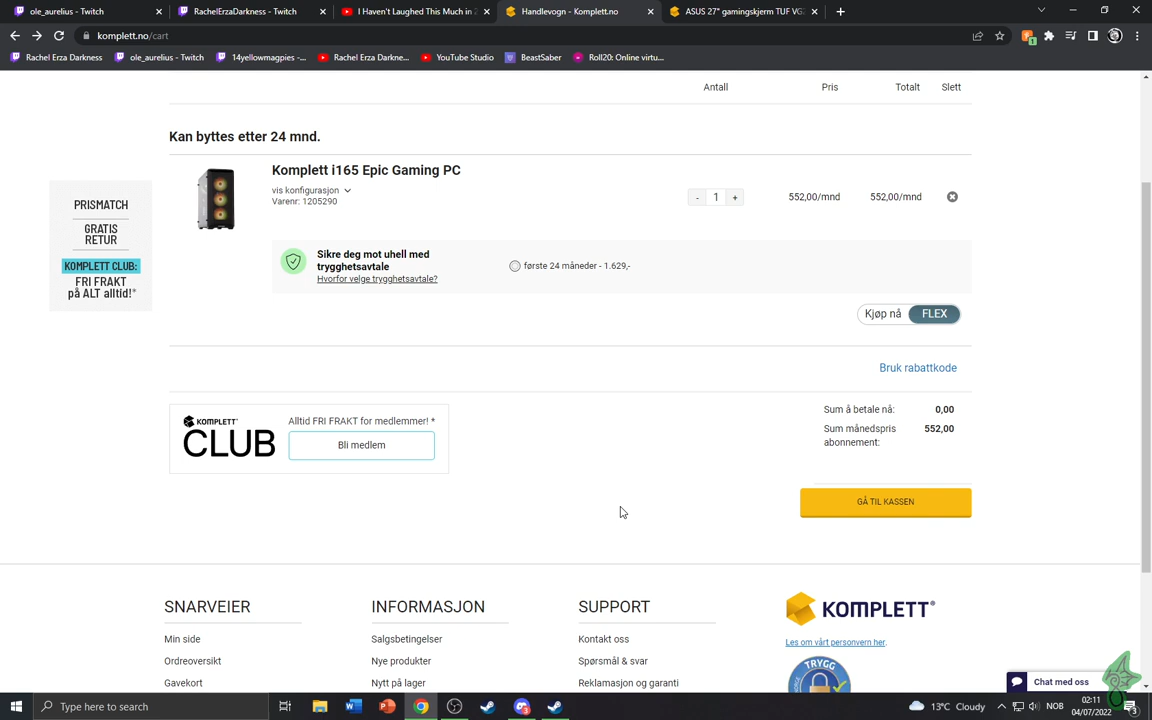 ole_aurelius - Twitch
RachelErzaDarkness - Twitch
I Haven't Laughed This Much in
Handlevogn - Komplett.no
ASUS 27" gamingskjerm TUF VG
komplett.no/cart
Rachel Erza Darkness
ole_aurelius - Twitch
14yellowmagpies -...
Rachel Erza Darkne...
YouTube Studio
BeastSaber
Roll20: Online virtu...
Antall
Pris
Totalt
Slett
Kan byttes etter 24 mnd.
PRISMATCH
GRATIS
RETUR
KOMPLETT CLUB:
FRI FRAKT
på ALT alltid!*
Komplett i165 Epic Gaming PC
vis konfigurasjon
Varenr: 1205290
- 1 +
552,00/mnd
552,00/mnd
Sikre deg mot uhell med
trygghetsavtale
Hvorfor velge trygghetsavtale?
første 24 måneder - 1.629,-
Kjøp nå
FLEX
Bruk rabattkode
KOMPLETT
CLUB
Alltid FRI FRAKT for medlemmer! *
Bli medlem
Sum å betale nå: 0,00
Sum månedspris 552,00
abonnement:
GÅ TIL KASSEN
SNARVEIER
Min side
Ordreoversikt
Gavekort
INFORMASJON
Salgsbetingelser
Nye produkter
Nytt på lager
SUPPORT
Kontakt oss
Spørsmål & svar
Reklamasjon og garanti
KOMPLETT
Les om vårt personvern her.
TRYGG
Chat med oss
Type here to search
13°C Cloudy
NOB
02:11
04/07/2022
3